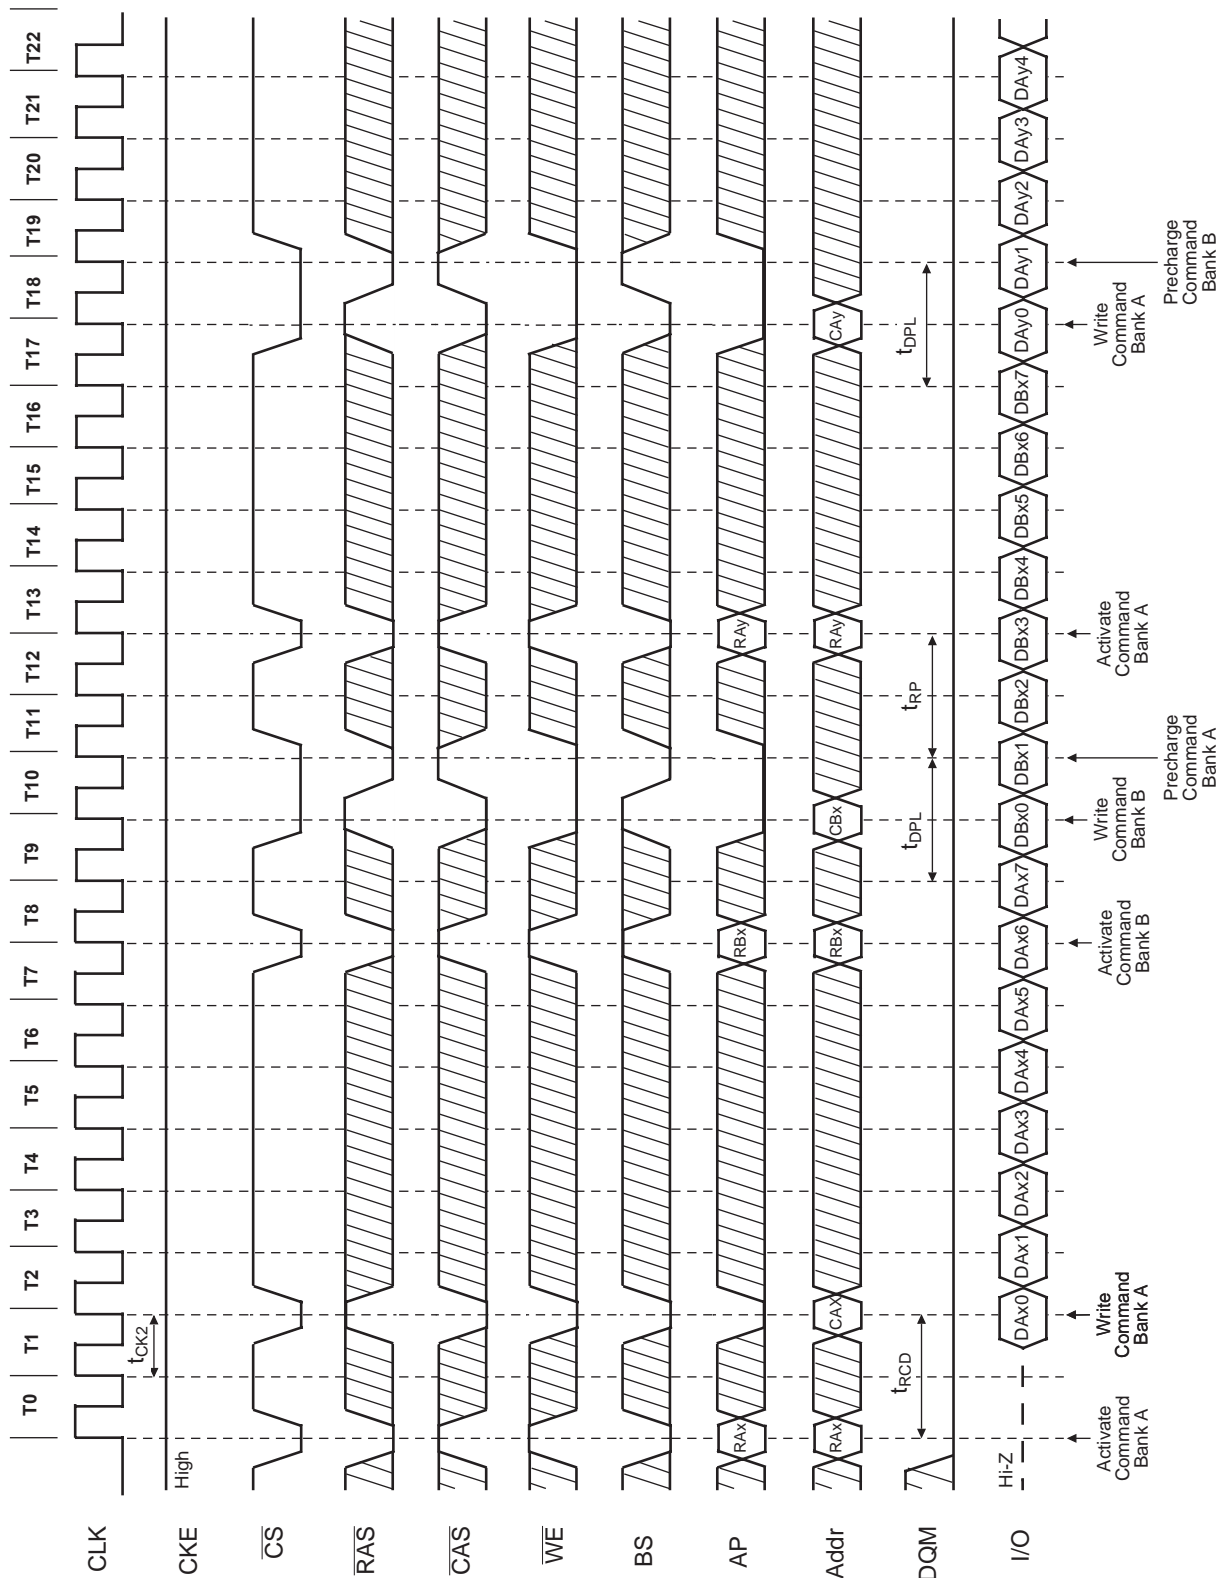 T0 T1 T2 T3 T4 T5 T6 T7 T8 T9 T10 T11 T12 T13 T14 T15 T16 T17 T18 T19 T20 T21 T22
CLK
tCK2
CKE
High
CS
RAS
CAS
WE
BS
AP
RAx RBx RAy
Addr
RAx CAX RBx CBx RAy CAy
DQM
tRCD tDPL tRP tDPL
I/O
Hi-Z
DAx0 DAx1 DAx2 DAx3 DAx4 DAx5 DAx6 DAx7 DBx0 DBx1 DBx2 DBx3 DBx4 DBx5 DBx6 DBx7 DAy0 DAy1 DAy2 DAy3 DAy4
Activate
Command
Bank A
Write
Command
Bank A
Activate
Command
Bank B
Write
Command
Bank B
Precharge
Command
Bank A
Activate
Command
Bank A
Write
Command
Bank A
Precharge
Command
Bank B